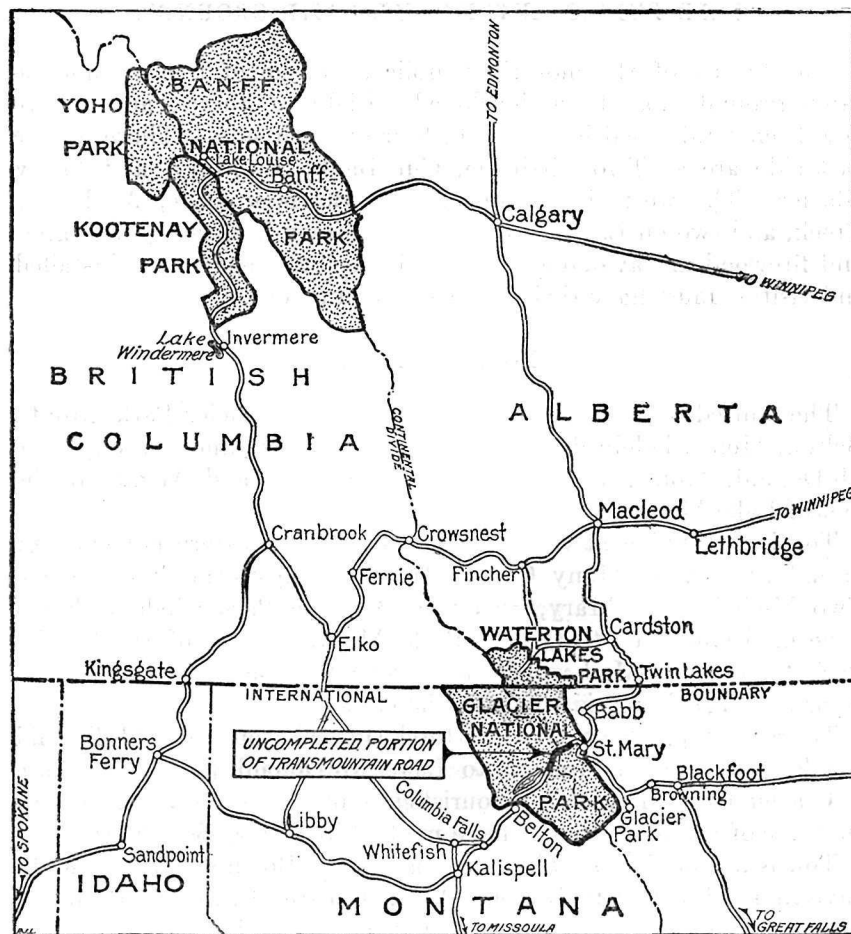 TO EDMONTON
BANFF
YOHO
PARK
NATIONAL
Lake Louise
Banff
KOOTENAY
PARK
PARK
Calgary
TO WINNIPEG
Lake
Windermere
Invermere
BRITISH
COLUMBIA
CONTINENTAL
DIVIDE
ALBERTA
Macleod
TO WINNIPEG
Lethbridge
Cranbrook
Crowsnest
Fernie
Fincher
Elko
WATERTON
LAKES
PARK
Cardston
Kingsgate
Twin Lakes
INTERNATIONAL
BOUNDARY
GLACIER
NATIONAL
PARK
Babb
St. Mary
UNCOMPLETED PORTION
OF TRANSMOUNTAIN ROAD
Bonners
Ferry
Blackfoot
Browning
Glacier
Park
Columbia Falls
Belton
Libby
Whitefish
Kalispell
Sandpoint
TO SPOKANE
IDAHO
MONTANA
TO MISSOULA
TO
GREAT FALLS